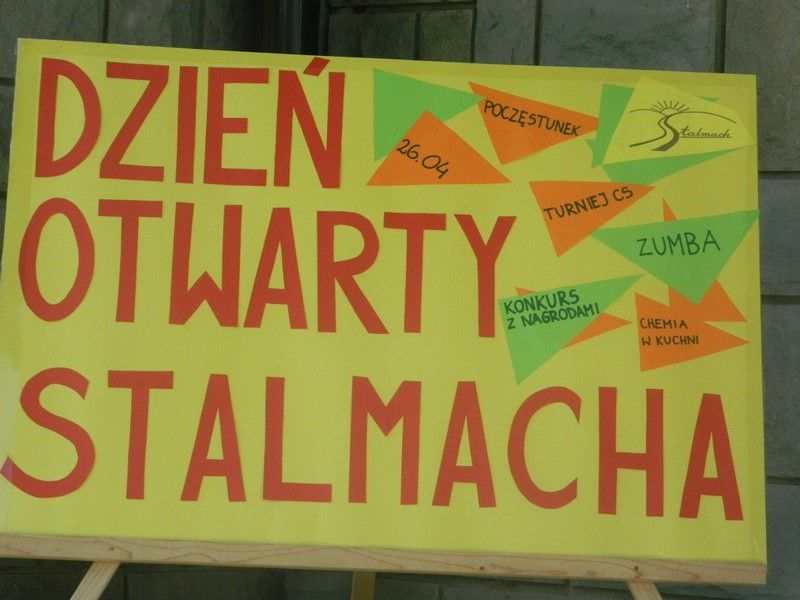 DZIEŃ
OTWARTY
STALMACHA
26.04
POCZĘSTUNEK
Stalmach
TURNIEJ CS
ZUMBA
KONKURS
Z NAGRODAMI
CHEMIA
W KUCHNI